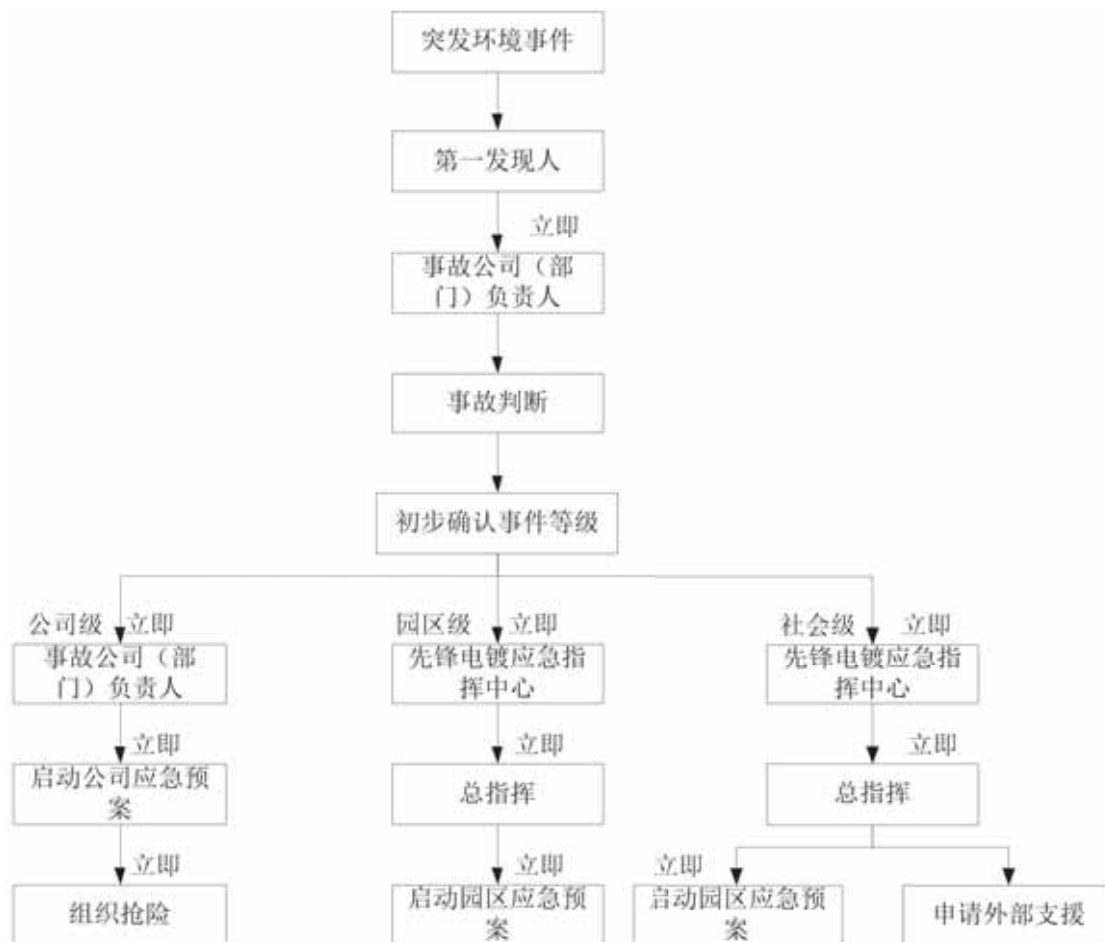 突发环境事件
第一发现人
立即
事故公司（部
门）负责人
事故判断
初步确认事件等级
公司级 立即
园区级 立即
社会级 立即
事故公司（部
门）负责人
先锋电镀应急指
挥中心
先锋电镀应急指
挥中心
立即
立即
立即
启动公司应急预
案
总指挥
总指挥
立即
立即
立即
组织抢险
启动园区应急预
案
启动园区应急预
案
申请外部支援